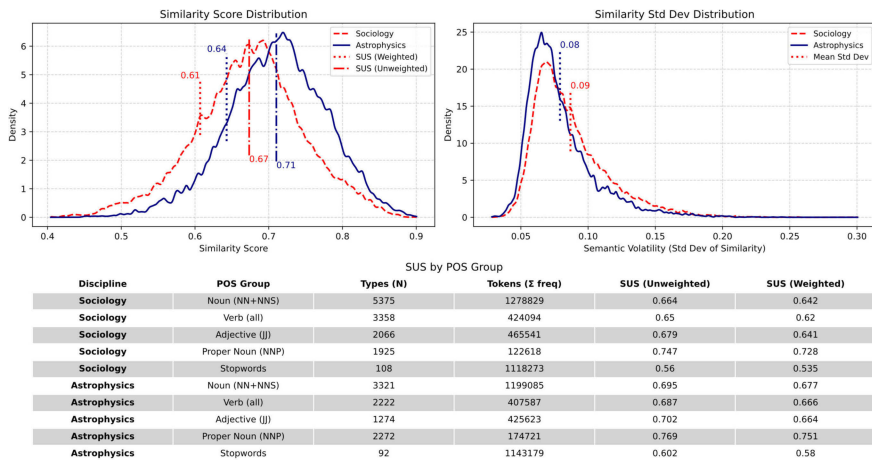 Similarity Score Distribution
Sociology
Astrophysics
SUS (Weighted)
SUS (Unweighted)
0.61
0.64
0.67
0.71
Density
0
1
2
3
4
5
6
0.4 0.5 0.6 0.7 0.8 0.9
Similarity Score
Similarity Std Dev Distribution
Sociology
Astrophysics
Mean Std Dev
0.08
0.09
Density
0
5
10
15
20
25
0.05 0.10 0.15 0.20 0.25 0.30
Semantic Volatility (Std Dev of Similarity)
SUS by POS Group
Discipline POS Group Types (N) Tokens (Σ freq) SUS (Unweighted) SUS (Weighted)
Sociology Noun (NN+NNS) 5375 1278829 0.664 0.642
Sociology Verb (all) 3358 424094 0.65 0.62
Sociology Adjective (JJ) 2066 465541 0.679 0.641
Sociology Proper Noun (NNP) 1925 122618 0.747 0.728
Sociology Stopwords 108 1118273 0.56 0.535
Astrophysics Noun (NN+NNS) 3321 1199085 0.695 0.677
Astrophysics Verb (all) 2222 407587 0.687 0.666
Astrophysics Adjective (JJ) 1274 425623 0.702 0.664
Astrophysics Proper Noun (NNP) 2272 174721 0.769 0.751
Astrophysics Stopwords 92 1143179 0.602 0.58